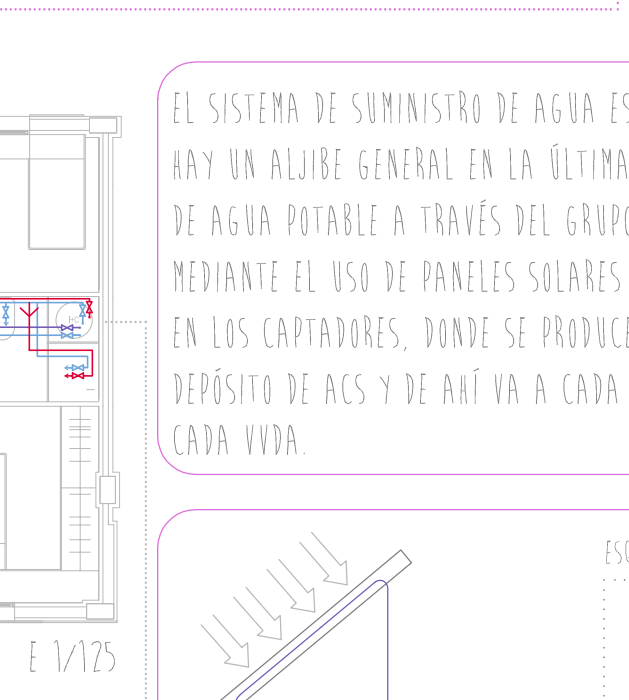 EL SISTEMA DE SUMINISTRO DE AGUA ES
HAY UN ALJIBE GENERAL EN LA ÚLTIMA
DE AGUA POTABLE A TRAVÉS DEL GRUPO
MEDIANTE EL USO DE PANELES SOLARES
EN LOS CAPTADORES, DONDE SE PRODUCE
DEPÓSITO DE ACS Y DE AHÍ VA A CADA
CADA VVDA.
E 1/125